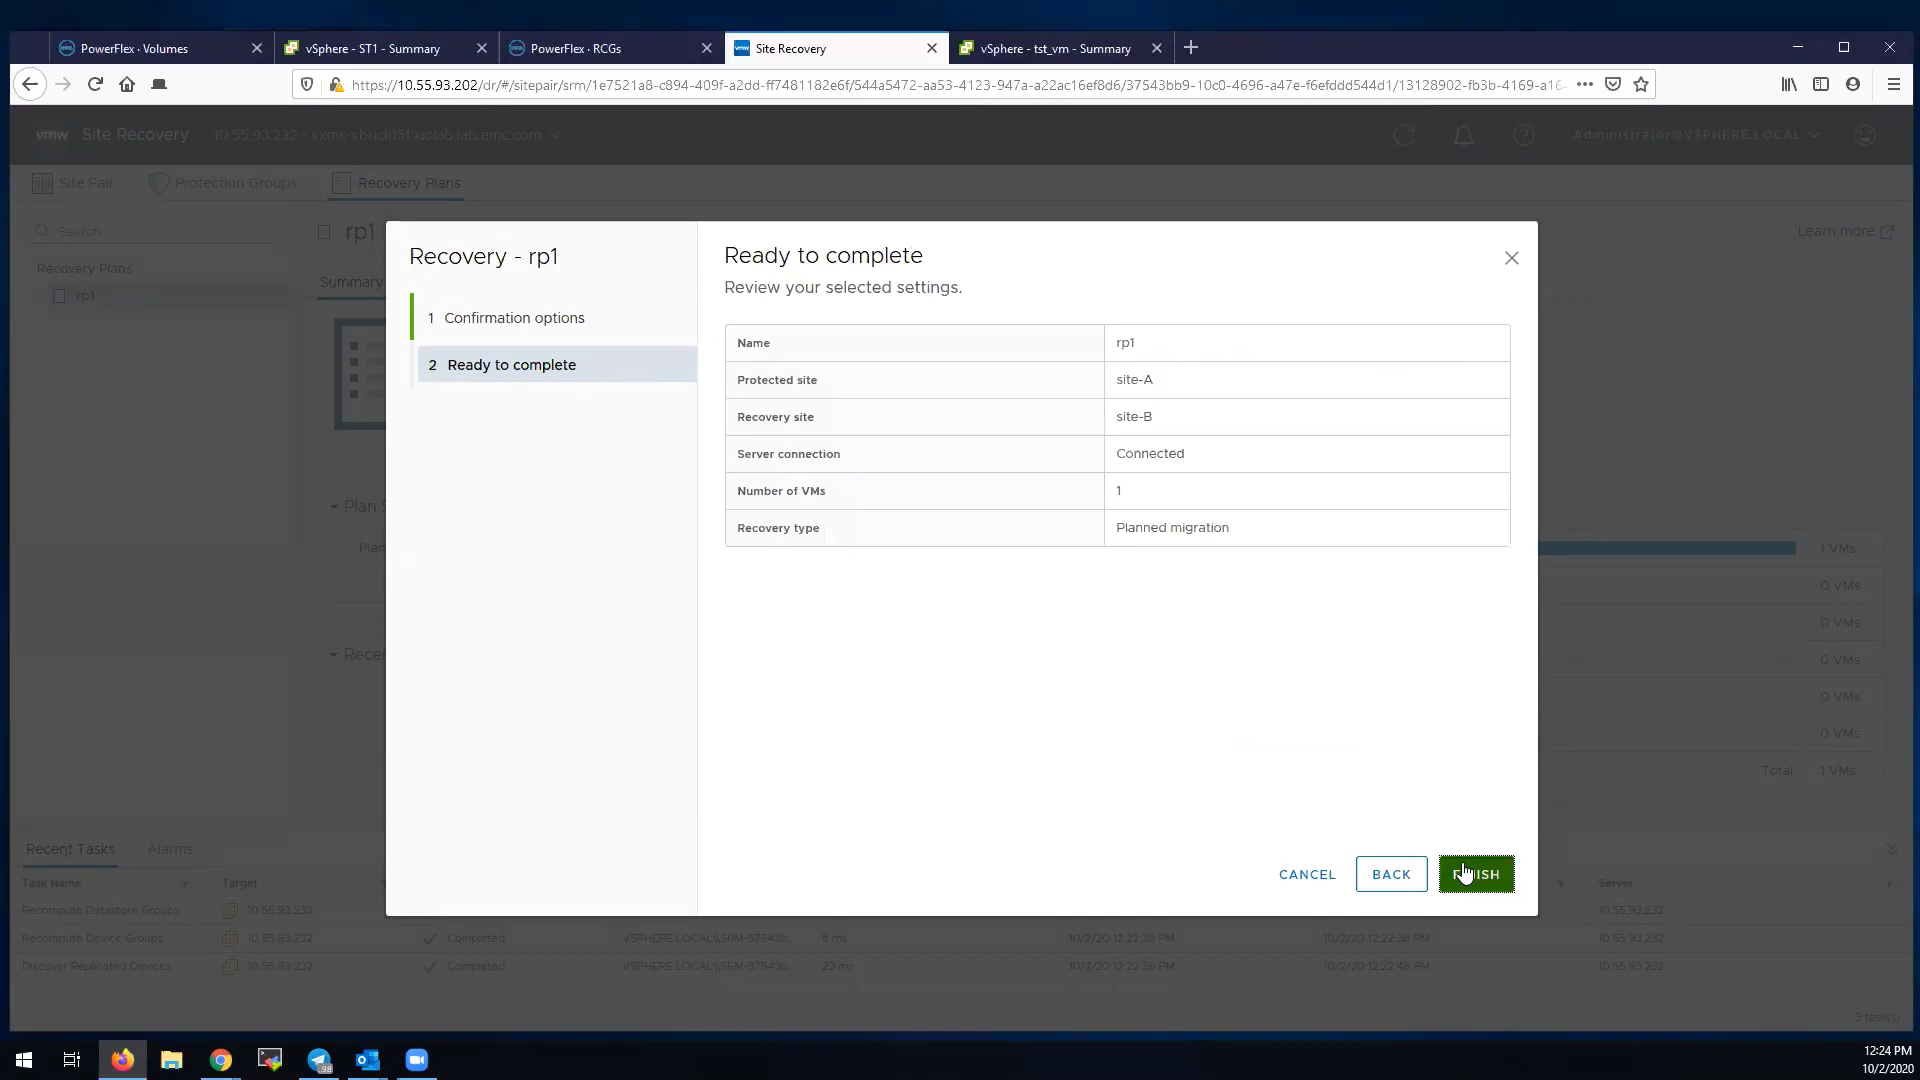 PowerFlex · Volumes
vSphere - ST1 - Summary
PowerFlex · RCGs
Site Recovery
vSphere - tst_vm - Summary
https://10.55.93.202/dr/#/sitepair/srm/1e7521a8-c894-409f-a2dd-ff7481182e6f/544a5472-aa53-4123-947a-a22ac16ef8d6/37543bb9-10c0-4696-a47e-f6efddd544d1/13128902-fb3b-4169-a16
vmw Site Recovery 10.55.93.232 - vxms-xbrick151.xiolab.lab.emc.com
Administrator@VSPHERE.LOCAL
Site Pair
Protection Groups
Recovery Plans
Search...
rp1
Learn more
Recovery Plans
rp1
Summary
Recovery - rp1
1 Confirmation options
2 Ready to complete
Ready to complete
Review your selected settings.
Name rp1
Protected site site-A
Recovery site site-B
Server connection Connected
Number of VMs 1
Recovery type Planned migration
CANCEL
BACK
Plan S
Plan
1 VMs
0 VMs
0 VMs
Recen
0 VMs
0 VMs
0 VMs
Total 1 VMs
Recent Tasks
Alarms
Task Name Target Server
Recompute Datastore Groups 10.55.93.232 10.55.93.232
Recompute Device Groups 10.55.93.232 Completed VSPHERE.LOCAL\\SRM-37543b... 6 ms 10/2/20 12:22:38 PM 10/2/20 12:22:38 PM 10.55.93.232
Discover Replicated Devices 10.55.93.232 Completed VSPHERE.LOCAL\\SRM-37543b... 23 ms 10/2/20 12:22:38 PM 10/2/20 12:22:48 PM 10.55.93.232
3 task(s)
98
12:24 PM
10/2/2020